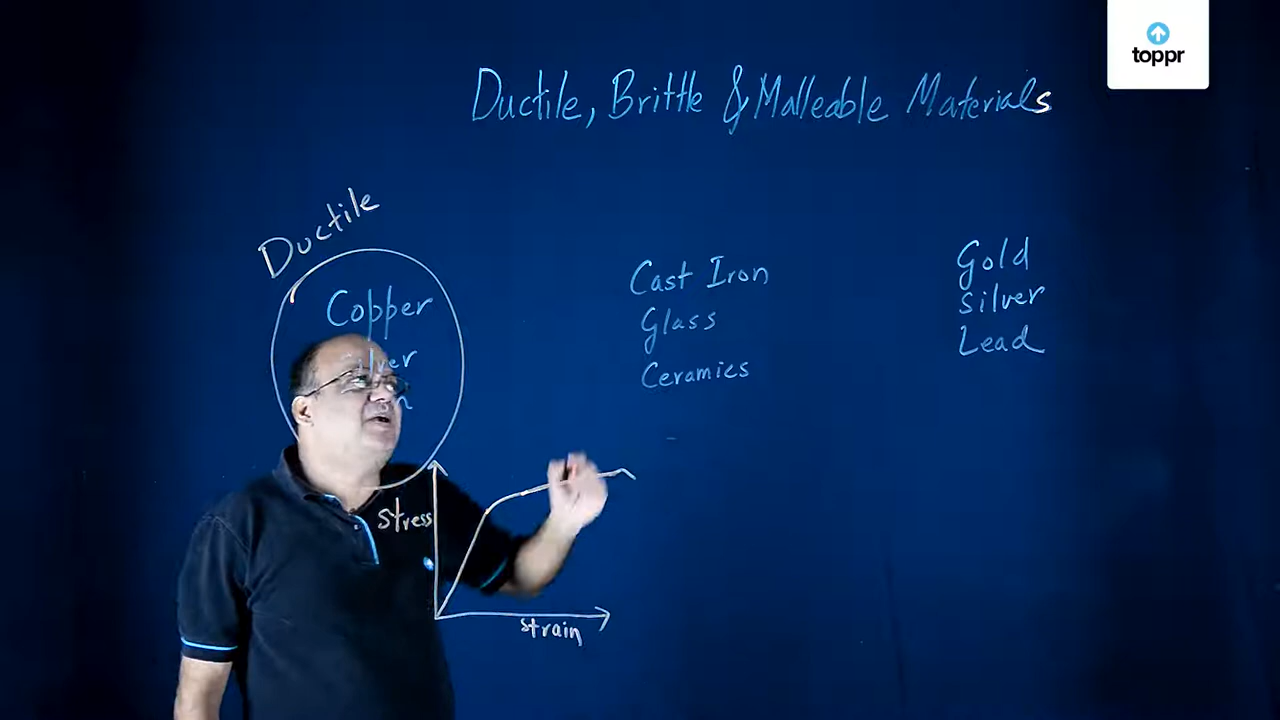 toppr
Ductile, Brittle & Malleable Materials
Ductile
Copper
Cast Iron
Glass
Ceramics
Gold
Silver
Lead
stress
strain